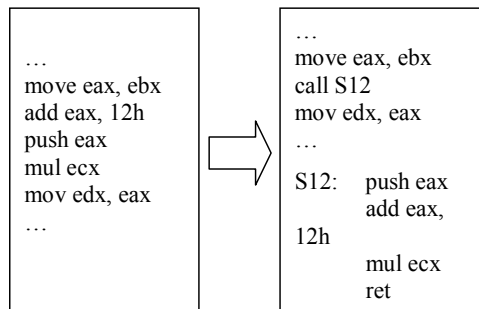 …
move eax, ebx
add eax, 12h
push eax
mul ecx
mov edx, eax
…
…
move eax, ebx
call S12
mov edx, eax
…
S12: push eax
add eax,
12h
mul ecx
ret